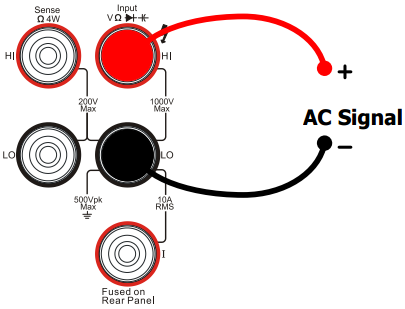 Sense
Ω 4W
Input
V Ω
HI
HI
200V
Max
1000V
Max
+
AC Signal
−
LO
LO
500Vpk
Max
10A
RMS
I
Fused on
Rear Panel